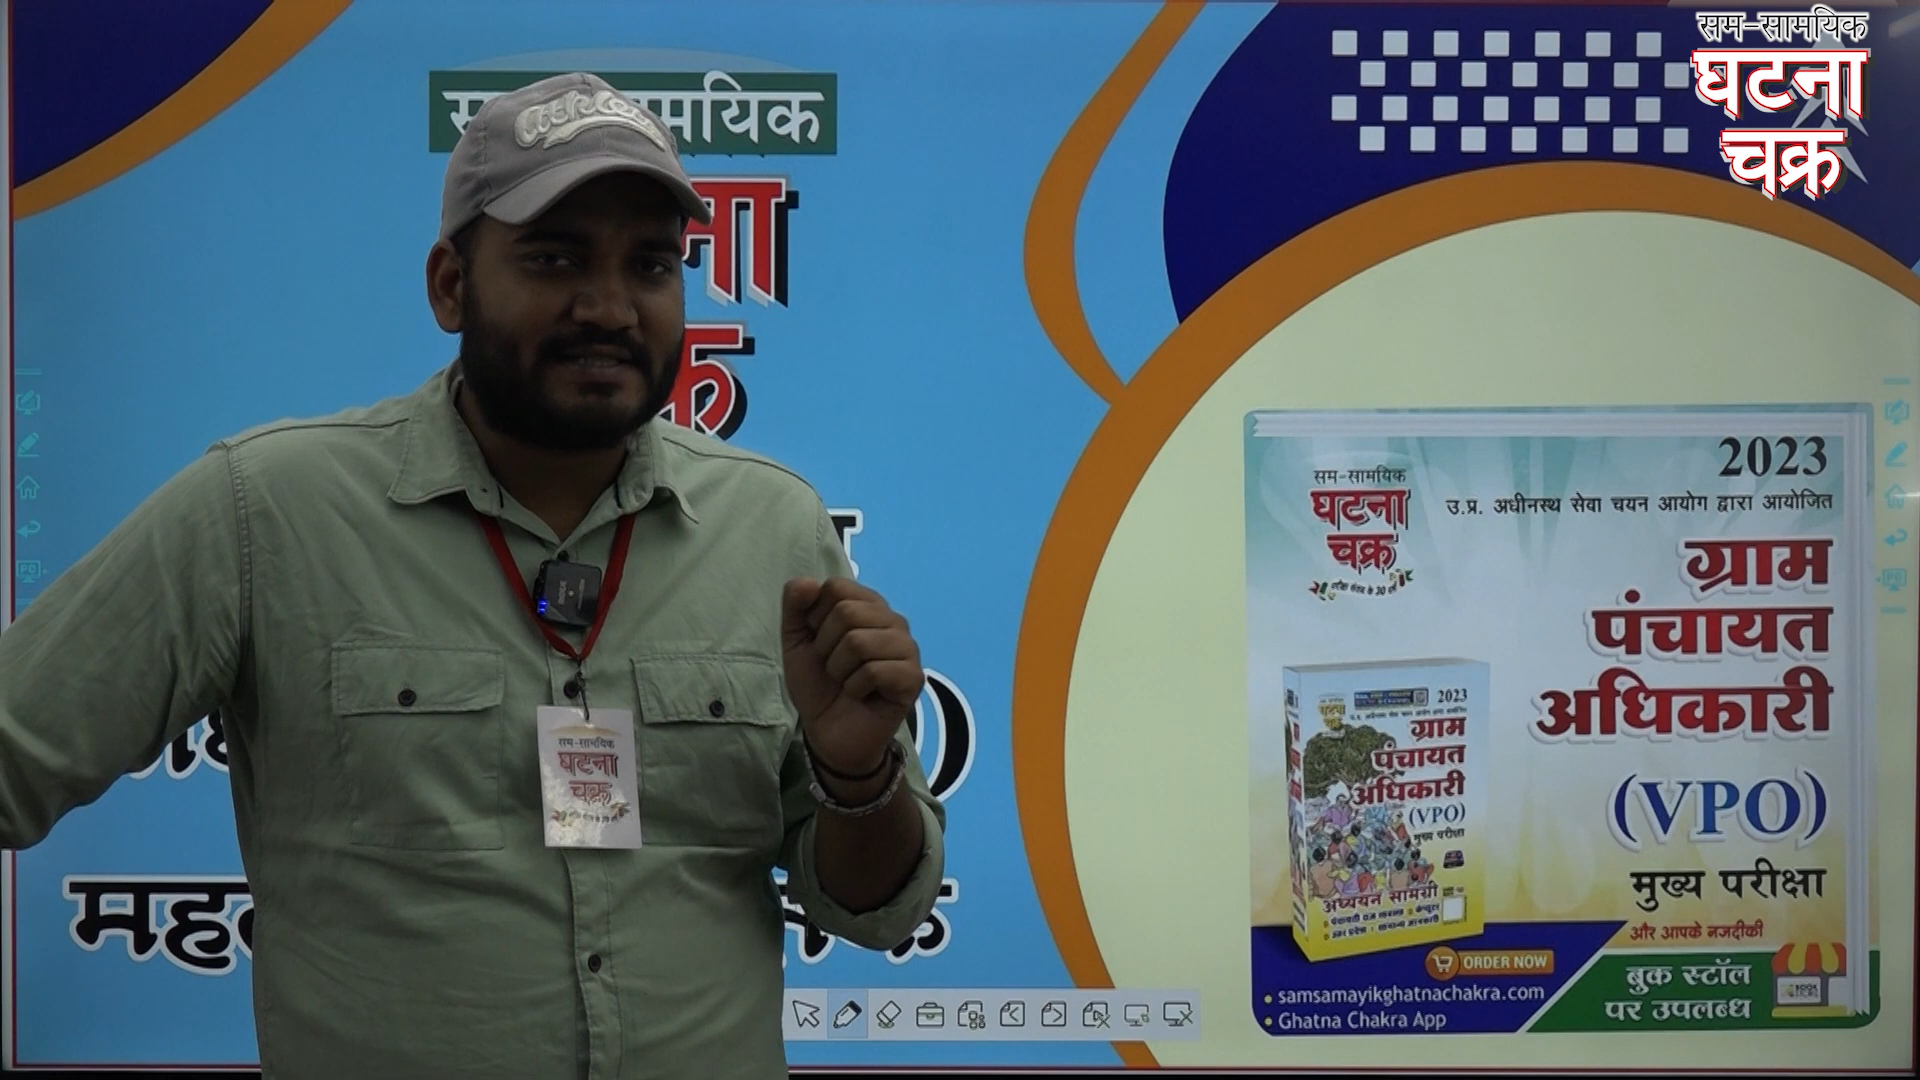 सम-सामयिक
घटना
चक्र
मयिक
ना
क्र
2023
सम-सामयिक
घटना
चक्र
उ.प्र. अधीनस्थ सेवा चयन आयोग द्वारा आयोजित
ग्राम
पंचायत
अधिकारी
(VPO)
मुख्य परीक्षा
2023
ग्राम
पंचायत
अधिकारी
(VPO)
मुख्य परीक्षा
अध्ययन सामग्री
और आपके नजदीकी
बुक स्टॉल
पर उपलब्ध
ORDER NOW
• samsamayikghatnachakra.com
• Ghatna Chakra App
सम-सामयिक
घटना
चक्र